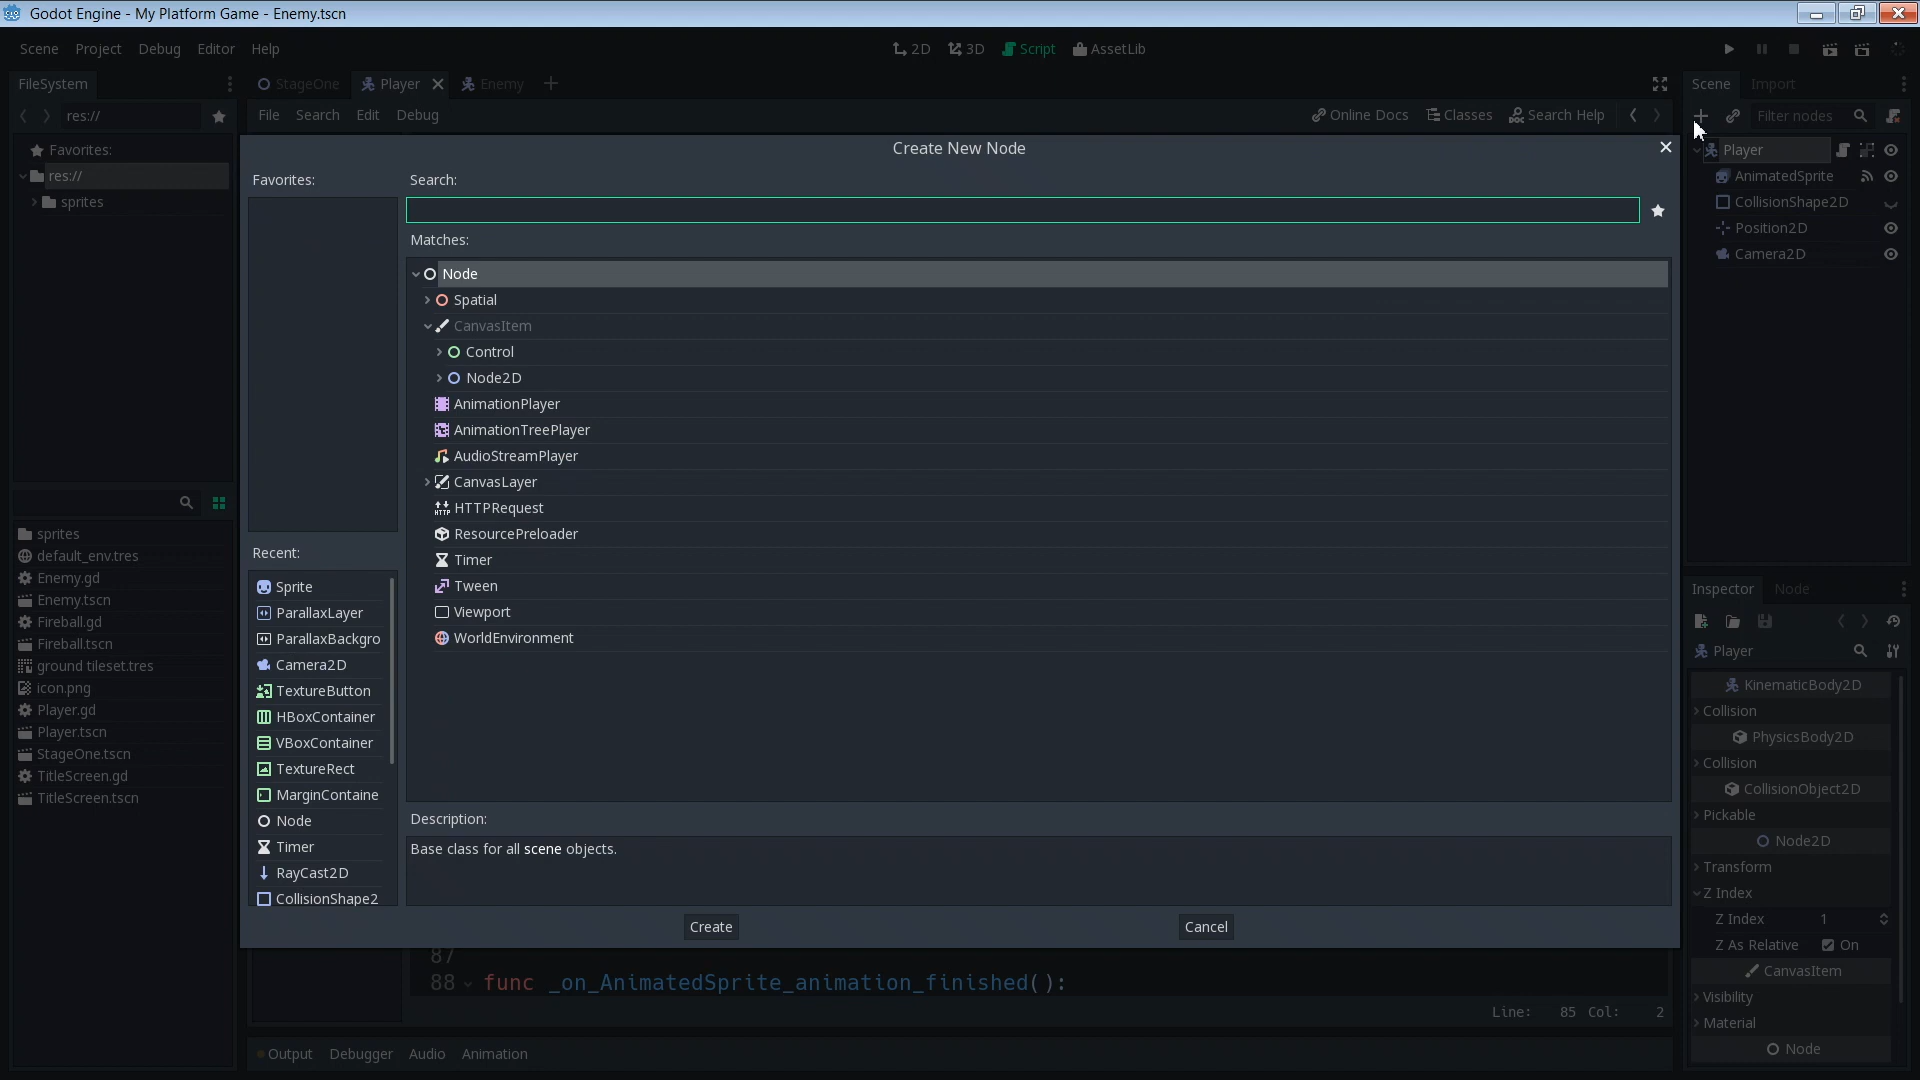 Godot Engine - My Platform Game - Enemy.tscn
Scene Project Debug Editor Help
2D 3D Script AssetLib
FileSystem
StageOne Player Enemy
Scene Import
res://
File Search Edit Debug
Online Docs Classes Search Help
Filter nodes
Favorites:
res://
sprites
sprites
default_env.tres
Enemy.gd
Enemy.tscn
Fireball.gd
Fireball.tscn
ground tileset.tres
icon.png
Player.gd
Player.tscn
StageOne.tscn
TitleScreen.gd
TitleScreen.tscn
Create New Node
Favorites:
Search:
Matches:
Node
Spatial
CanvasItem
Control
Node2D
AnimationPlayer
AnimationTreePlayer
AudioStreamPlayer
CanvasLayer
HTTPRequest
ResourcePreloader
Timer
Tween
Viewport
WorldEnvironment
Recent:
Sprite
ParallaxLayer
ParallaxBackgro
Camera2D
TextureButton
HBoxContainer
VBoxContainer
TextureRect
MarginContaine
Node
Timer
RayCast2D
CollisionShape2
Description:
Base class for all scene objects.
Create
Cancel
87
88 func _on_AnimatedSprite_animation_finished():
Line: 85 Col: 2
Output Debugger Audio Animation
Player
AnimatedSprite
CollisionShape2D
Position2D
Camera2D
Inspector Node
Player
KinematicBody2D
Collision
PhysicsBody2D
Collision
CollisionObject2D
Pickable
Node2D
Transform
Z Index
Z Index 1
Z As Relative On
CanvasItem
Visibility
Material
Node